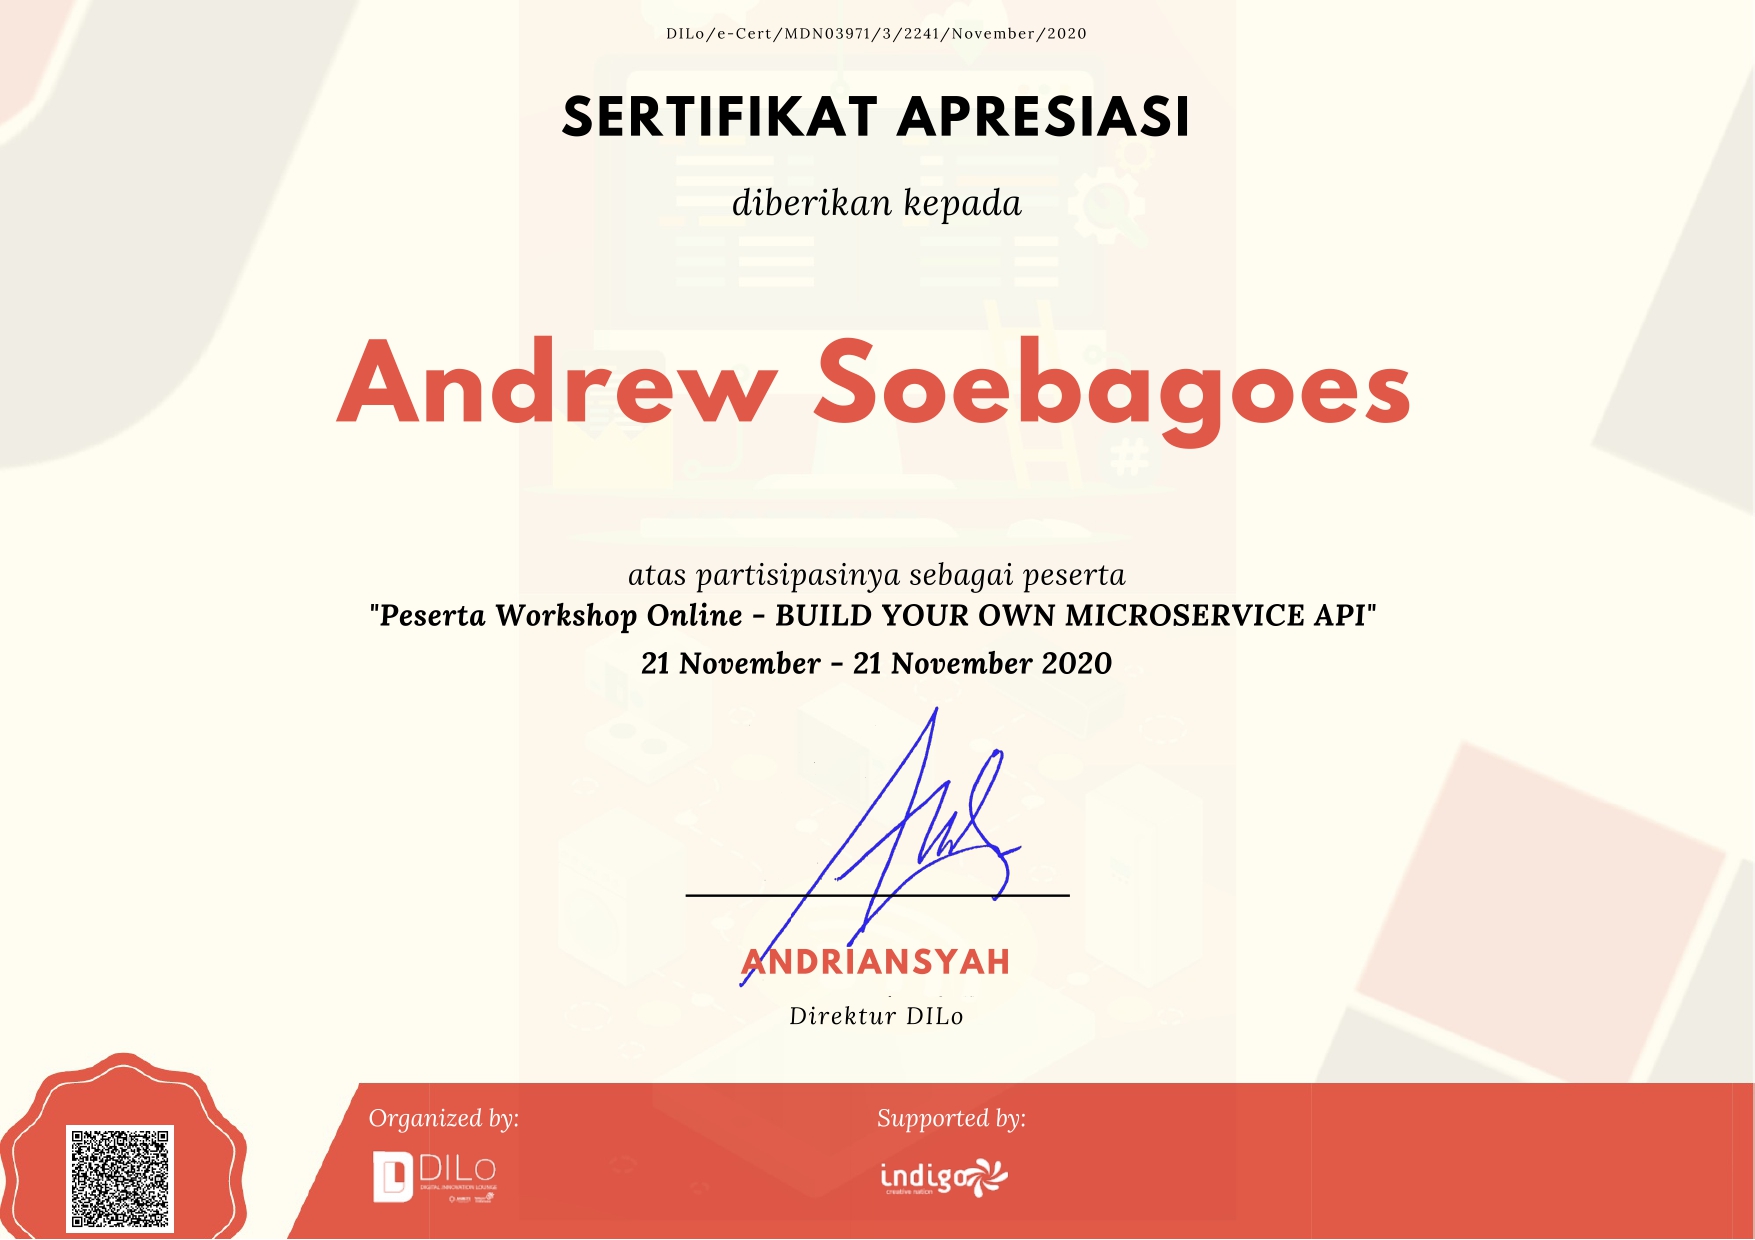 DILo/e-Cert/MDN03971/3/2241/November/2020
SERTIFIKAT APRESIASI
diberikan kepada
Andrew Soebagoes
atas partisipasinya sebagai peserta
"Peserta Workshop Online - BUILD YOUR OWN MICROSERVICE API"
21 November - 21 November 2020
ANDRIANSYAH
Direktur DILo
Organized by:
Supported by:
DILo
DIGITAL INNOVATION LOUNGE
indigo
creative nation